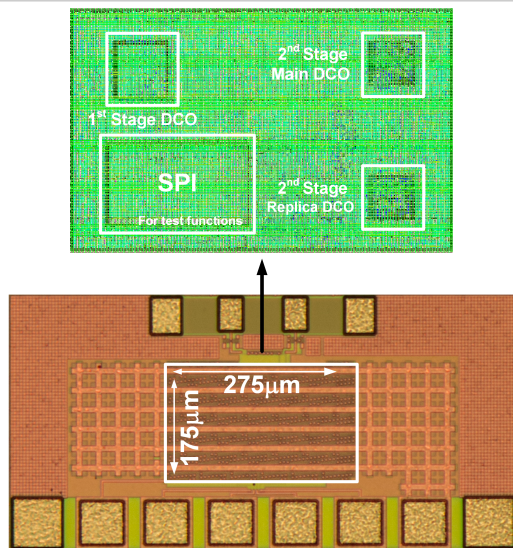 2nd Stage
Main DCO
1st Stage DCO
SPI
For test functions
2nd Stage
Replica DCO
275μm
175μm